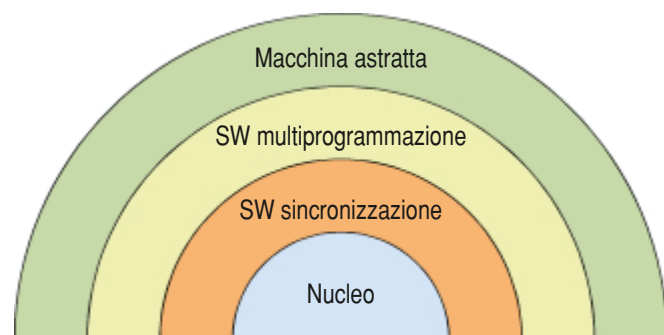 Macchina astratta
SW multiprogrammazione
SW sincronizzazione
Nucleo